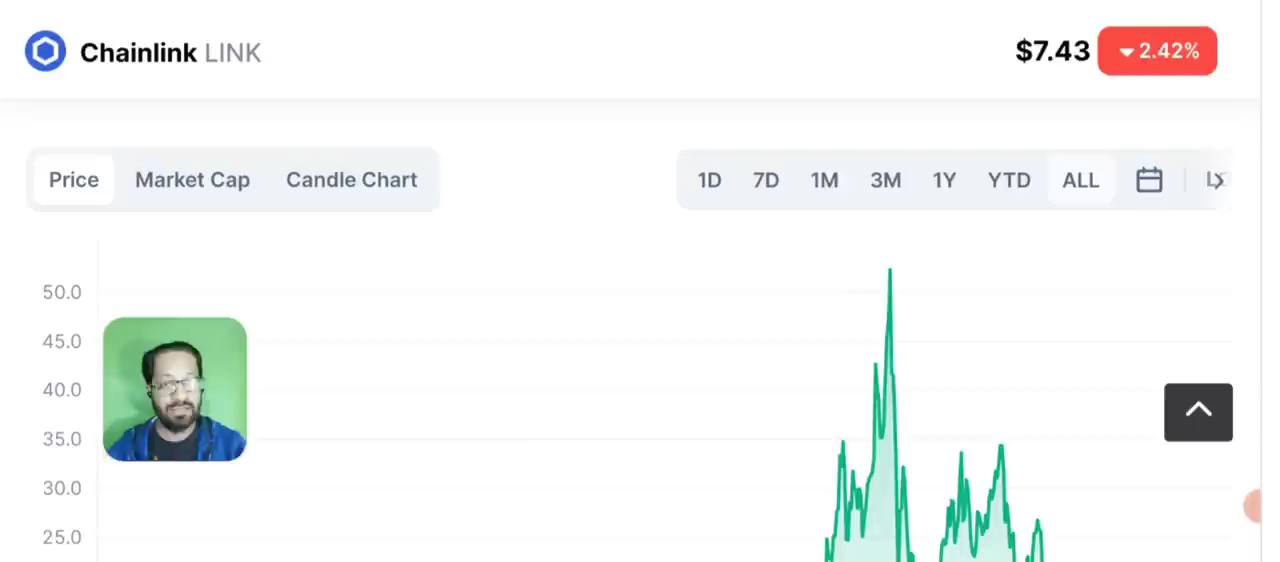 Chainlink LINK
$7.43 2.42%
Price Market Cap Candle Chart
1D 7D 1M 3M 1Y YTD ALL
50.0
45.0
40.0
35.0
30.0
25.0